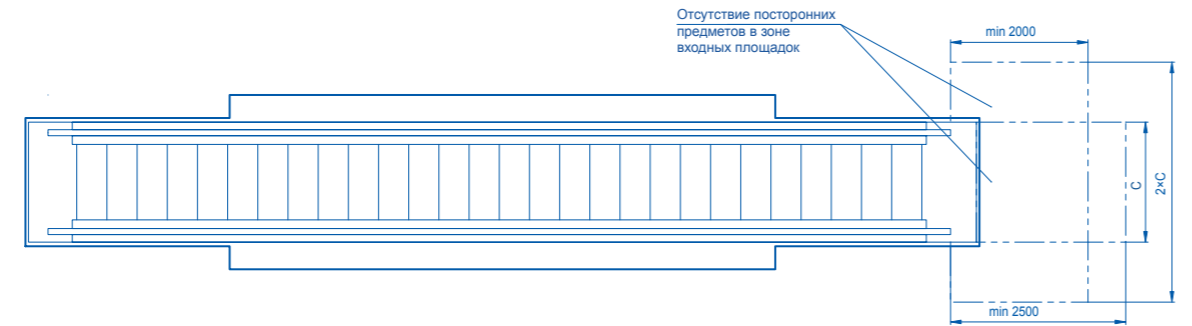 Отсутствие посторонних
предметов в зоне
входных площадок
min 2000
C
2×C
min 2500